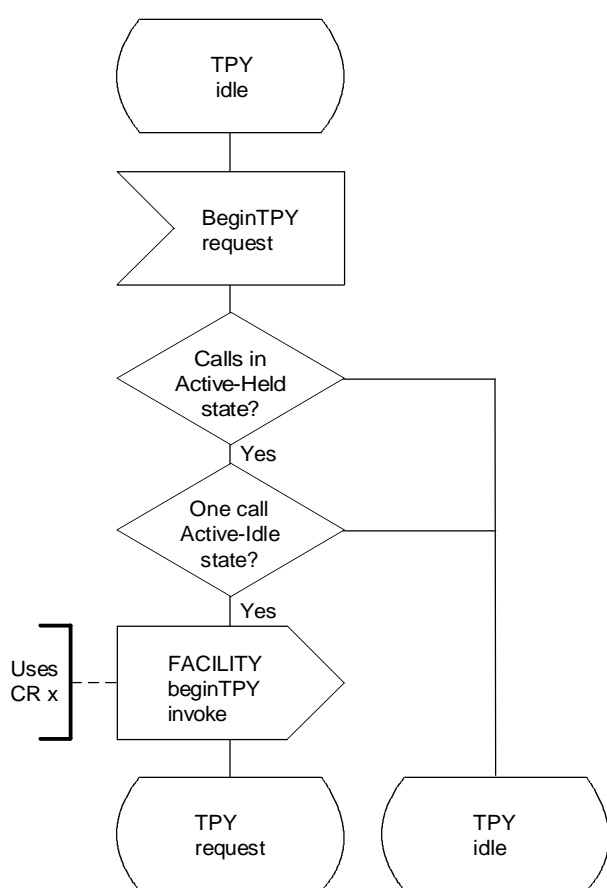 TPY
idle
BeginTPY
request
Calls in
Active-Held
state?
Yes
One call
Active-Idle
state?
Yes
Uses
CR x
FACILITY
beginTPY
invoke
TPY
request
TPY
idle